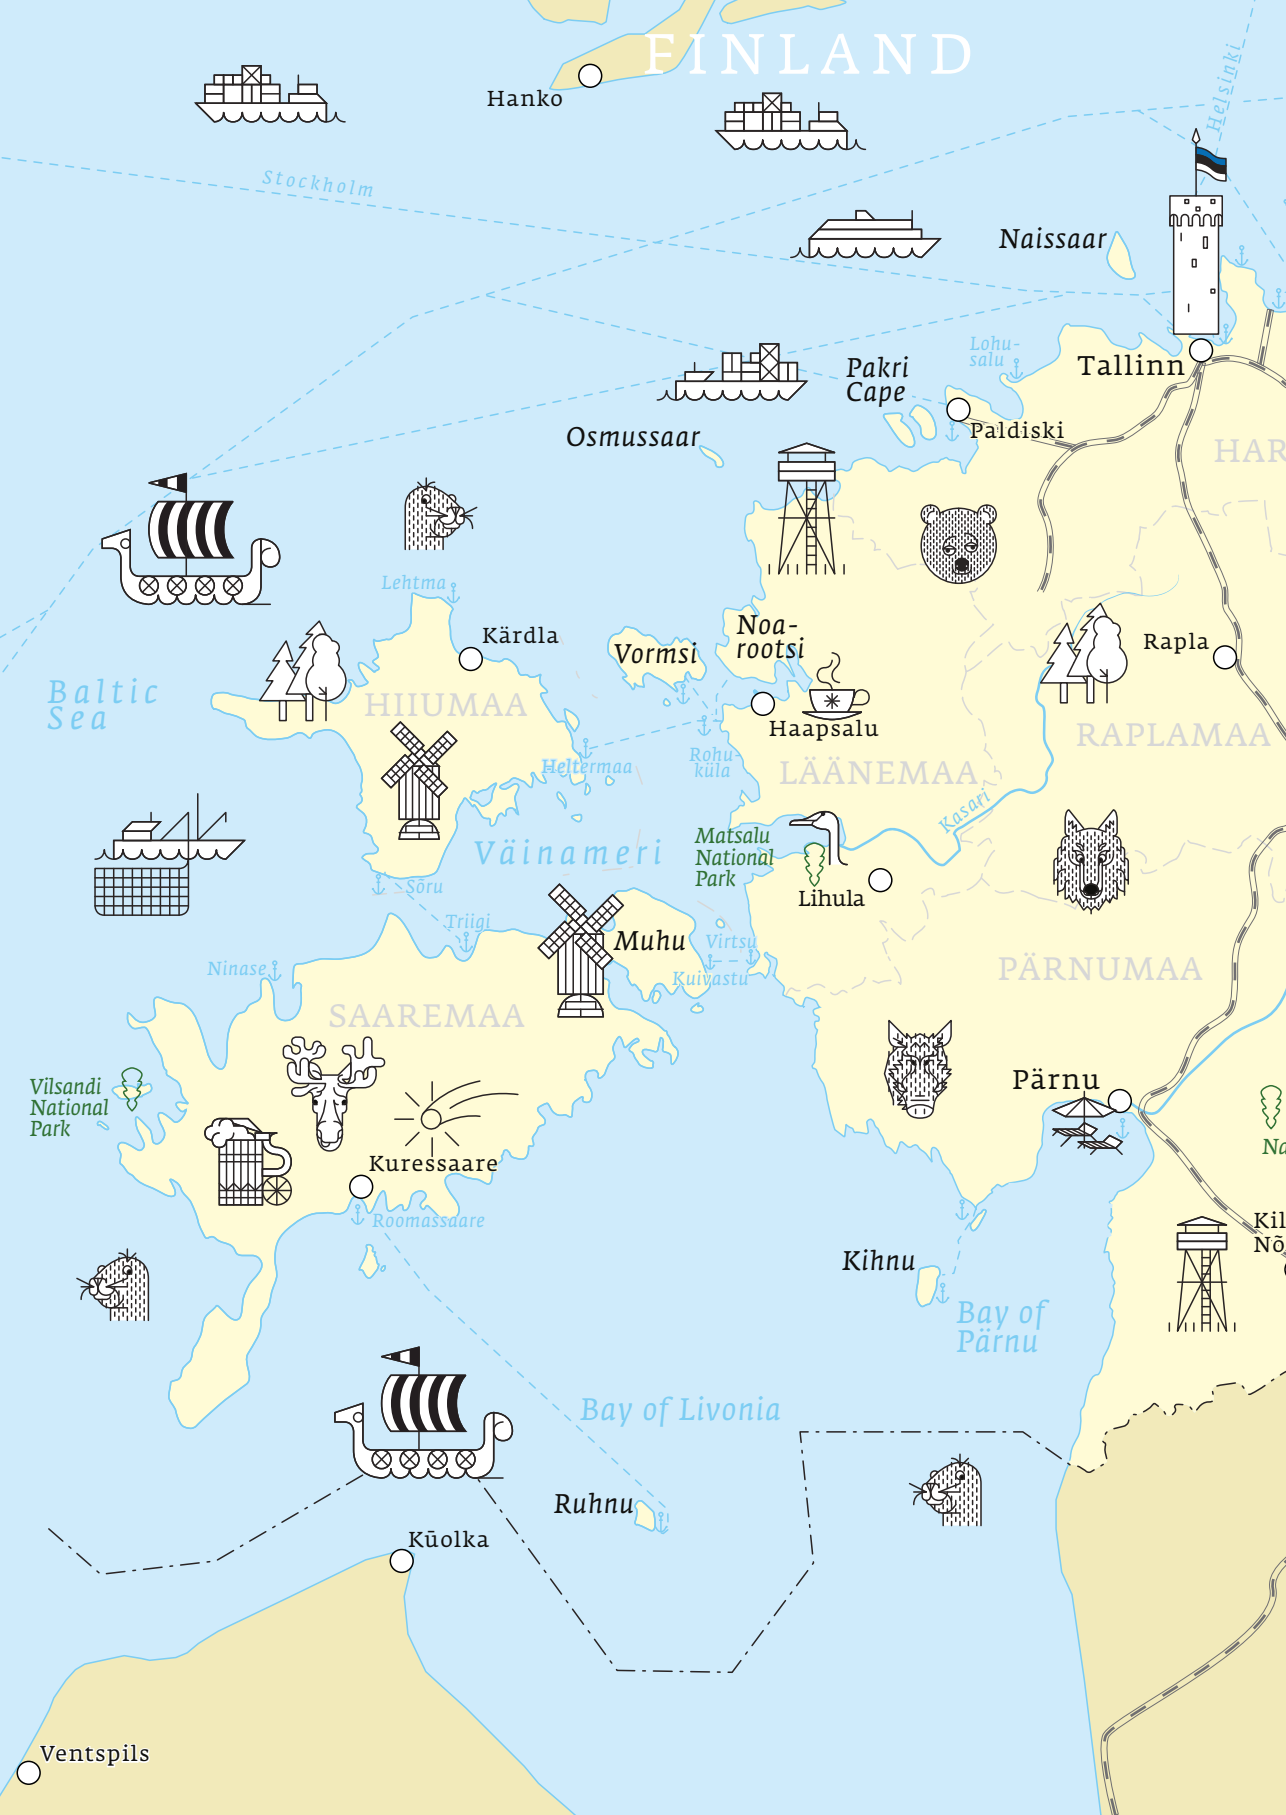 FINLAND
Hanko
Helsinki
Stockholm
Naissaar
Lohu-
salu
Tallinn
Pakri
Cape
Paldiski
Osmussaar
HAR
Lehtma
Kärdla
Noa-
rootsi
Vormsi
Rapla
Baltic
Sea
HIIUMAA
Haapsalu
RAPLAMAA
Heltermaa
Rohu-
küla
LÄÄNEMAA
Kasari
Väinameri
Matsalu
National
Park
Sõru
Lihula
Triigi
Muhu
Virtsu
Ninase
Kuivastu
PÄRNUMAA
SAAREMAA
Vilsandi
National
Park
Pärnu
Na
Kuressaare
Roomassaare
Kil
Nõ
Kihnu
Bay of
Pärnu
Bay of Livonia
Ruhnu
Kūolka
Ventspils